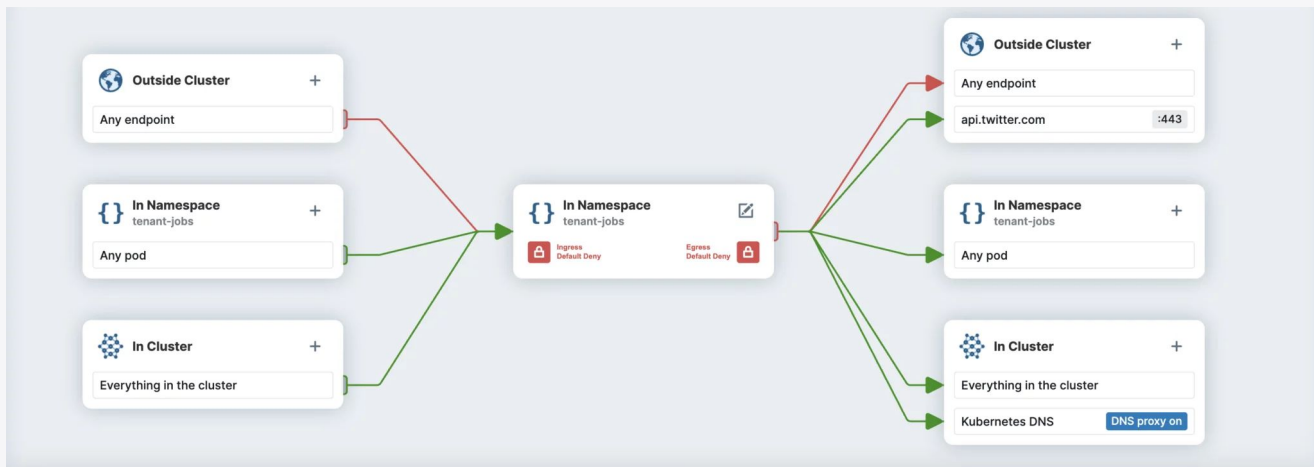 Outside Cluster
+
Any endpoint
{ } In Namespace
tenant-jobs
+
Any pod
In Cluster
+
Everything in the cluster
{ } In Namespace
tenant-jobs
Ingress
Default Deny
Egress
Default Deny
Outside Cluster
+
Any endpoint
api.twitter.com :443
{ } In Namespace
tenant-jobs
+
Any pod
In Cluster
+
Everything in the cluster
Kubernetes DNS DNS proxy on